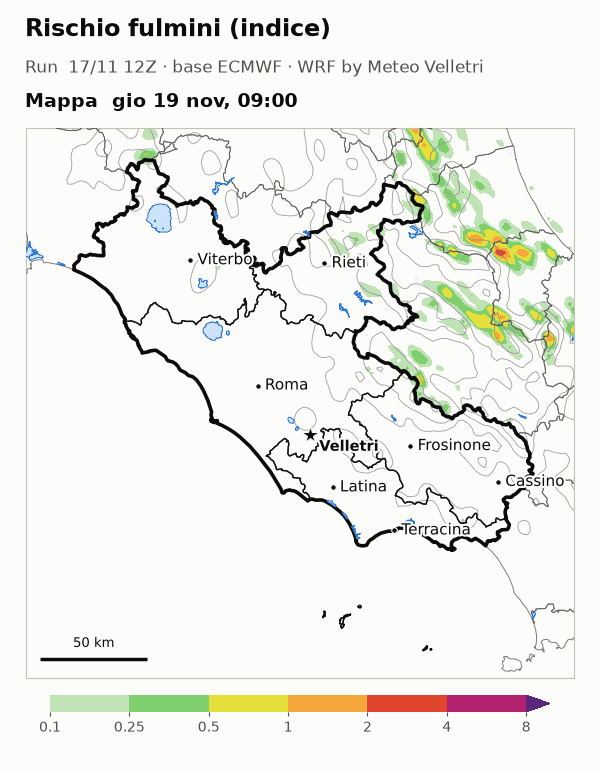 Rischio fulmini (indice)
Run  17/11 12Z · base ECMWF · WRF by Meteo Velletri
Mappa  gio 19 nov, 09:00
Viterbo
Rieti
Roma
Velletri
Frosinone
Latina
Cassino
Terracina
50 km
0.1 0.25 0.5 1 2 4 8